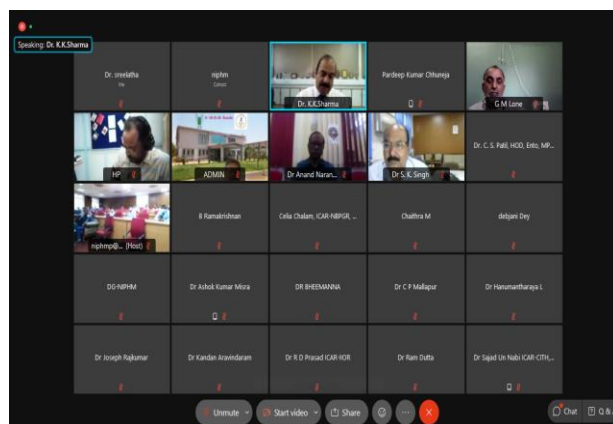 Speaking: Dr. K.K.Sharma
Dr. sreelatha
niphm
Pardeep Kumar Chhuneja
Dr. K.K.Sharma
G M Lone
HP
ADMIN
Dr Anand Naran...
Dr S. K. Singh
Dr. C. S. Patil, HOD, Ento, MP...
niphmp@... (Host)
B Ramakrishnan
Celia Chalam, ICAR-NBPGR, ...
Chaithra M
debjani Dey
DG-NIPHM
Dr Ashok Kumar Misra
DR BHEEMANNA
Dr C P Mallapur
Dr Hanumantharaya L
Dr Joseph Rajkumar
Dr Kandan Aravindaram
Dr R D Prasad ICAR-IIOR
Dr Ram Dutta
Dr Sajad Un Nabi ICAR-CITH,...
Unmute
Start video
Share
Chat
Q & A